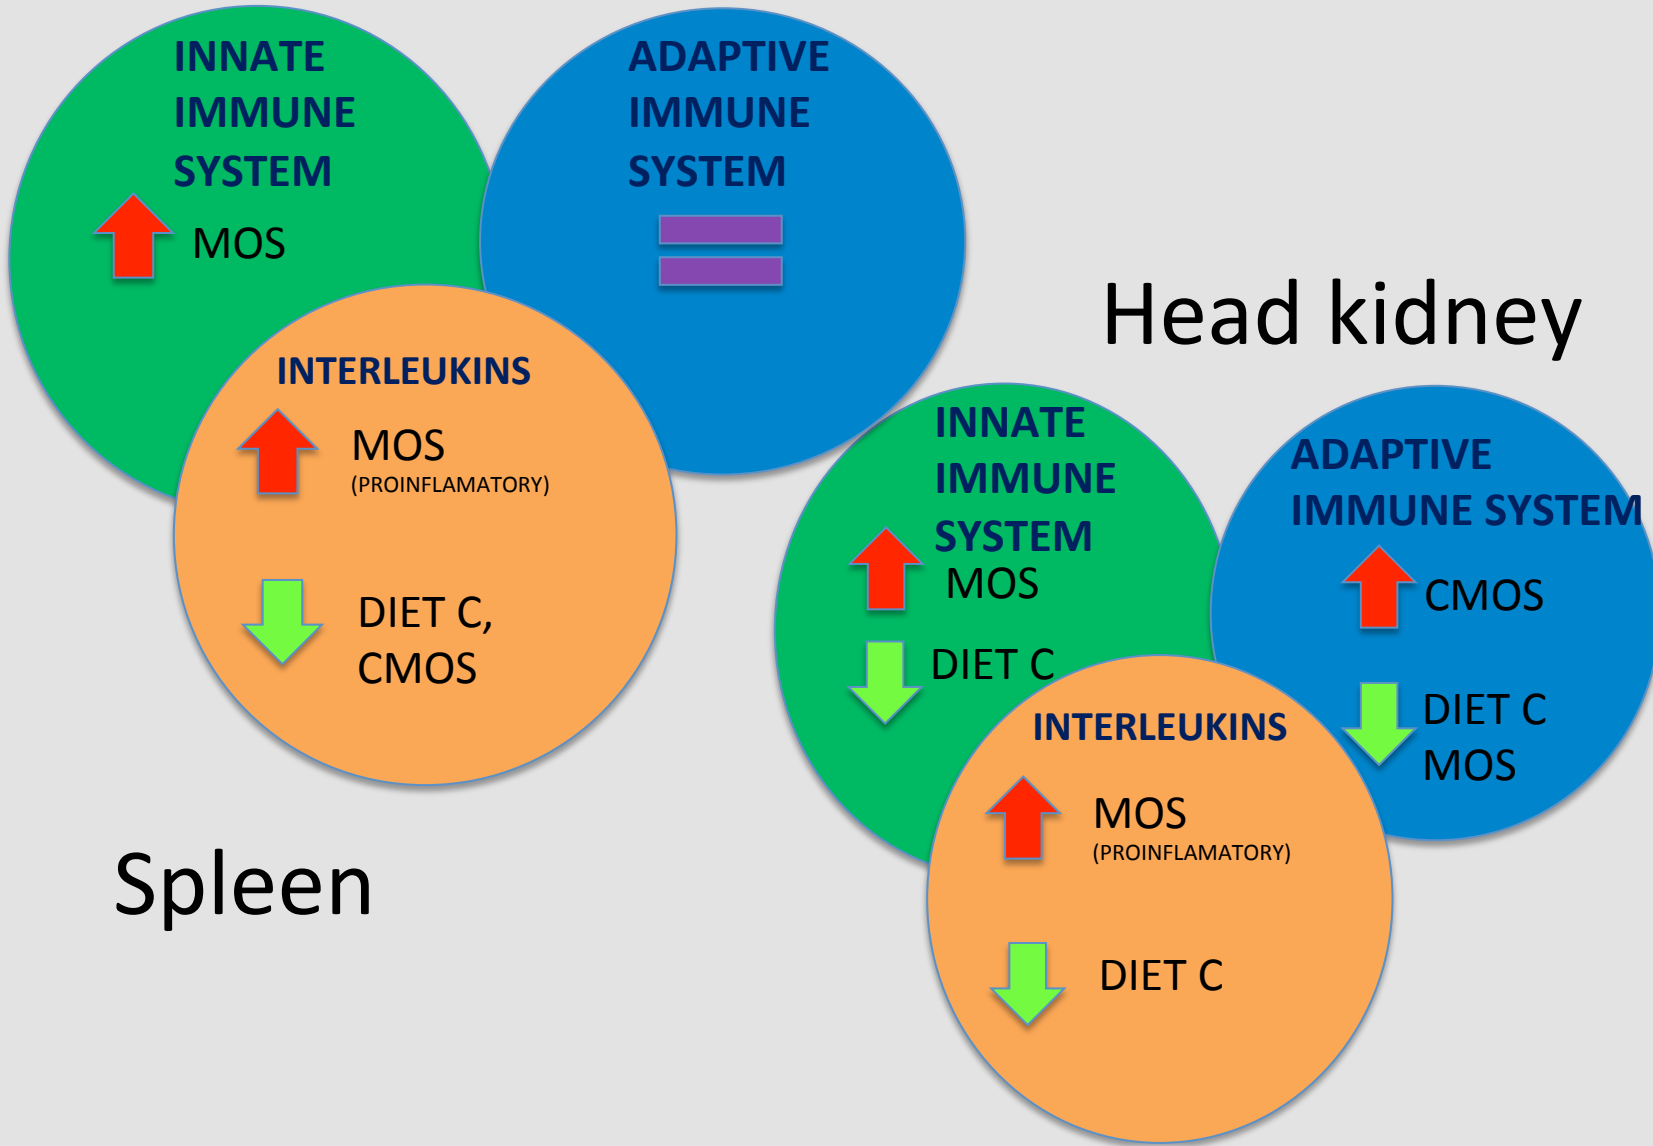 INNATE
IMMUNE
SYSTEM
MOS
ADAPTIVE
IMMUNE
SYSTEM
INTERLEUKINS
MOS
(PROINFLAMATORY)
DIET C,
CMOS
Spleen
Head kidney
INNATE
IMMUNE
SYSTEM
MOS
DIET C
ADAPTIVE
IMMUNE SYSTEM
CMOS
DIET C
MOS
INTERLEUKINS
MOS
(PROINFLAMATORY)
DIET C